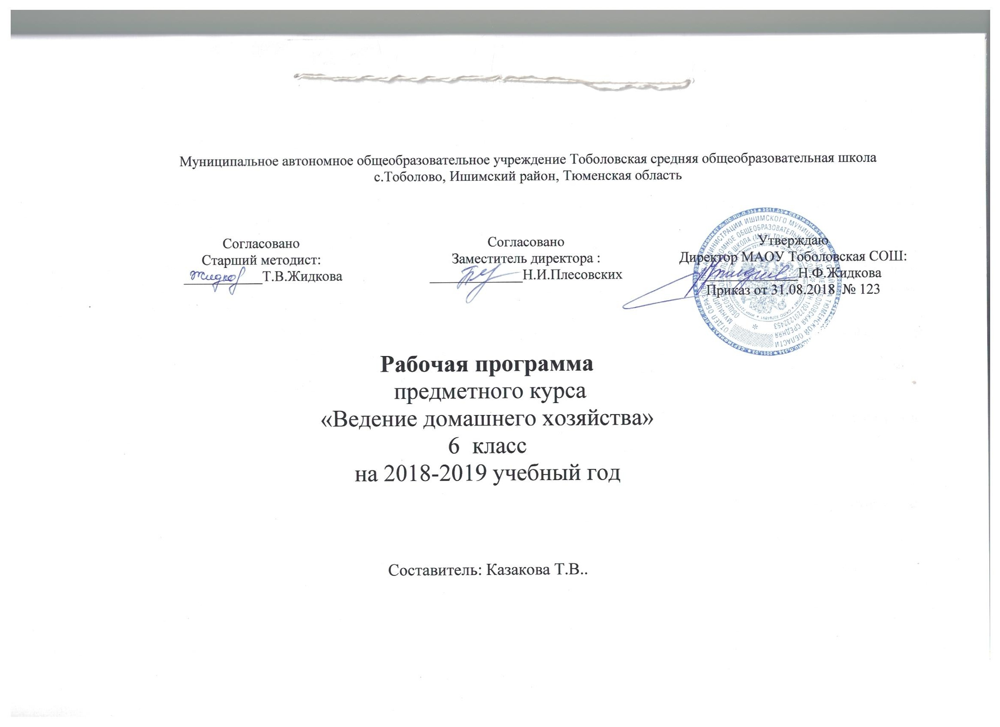 Муниципальное автономное общеобразовательное учреждение Тоболовская средняя общеобразовательная школа
с.Тоболово, Ишимский район, Тюменская область
Согласовано
Старший методист:
Т.В.Жидкова
Согласовано
Заместитель директора :
Н.И.Плесовских
Утверждаю
Директор МАОУ Тоболовская СОШ:
Н.Ф.Жидкова
Приказ от 31.08.2018 № 123
Рабочая программа
предметного курса
«Ведение домашнего хозяйства»
6 класс
на 2018-2019 учебный год
Составитель: Казакова Т.В..